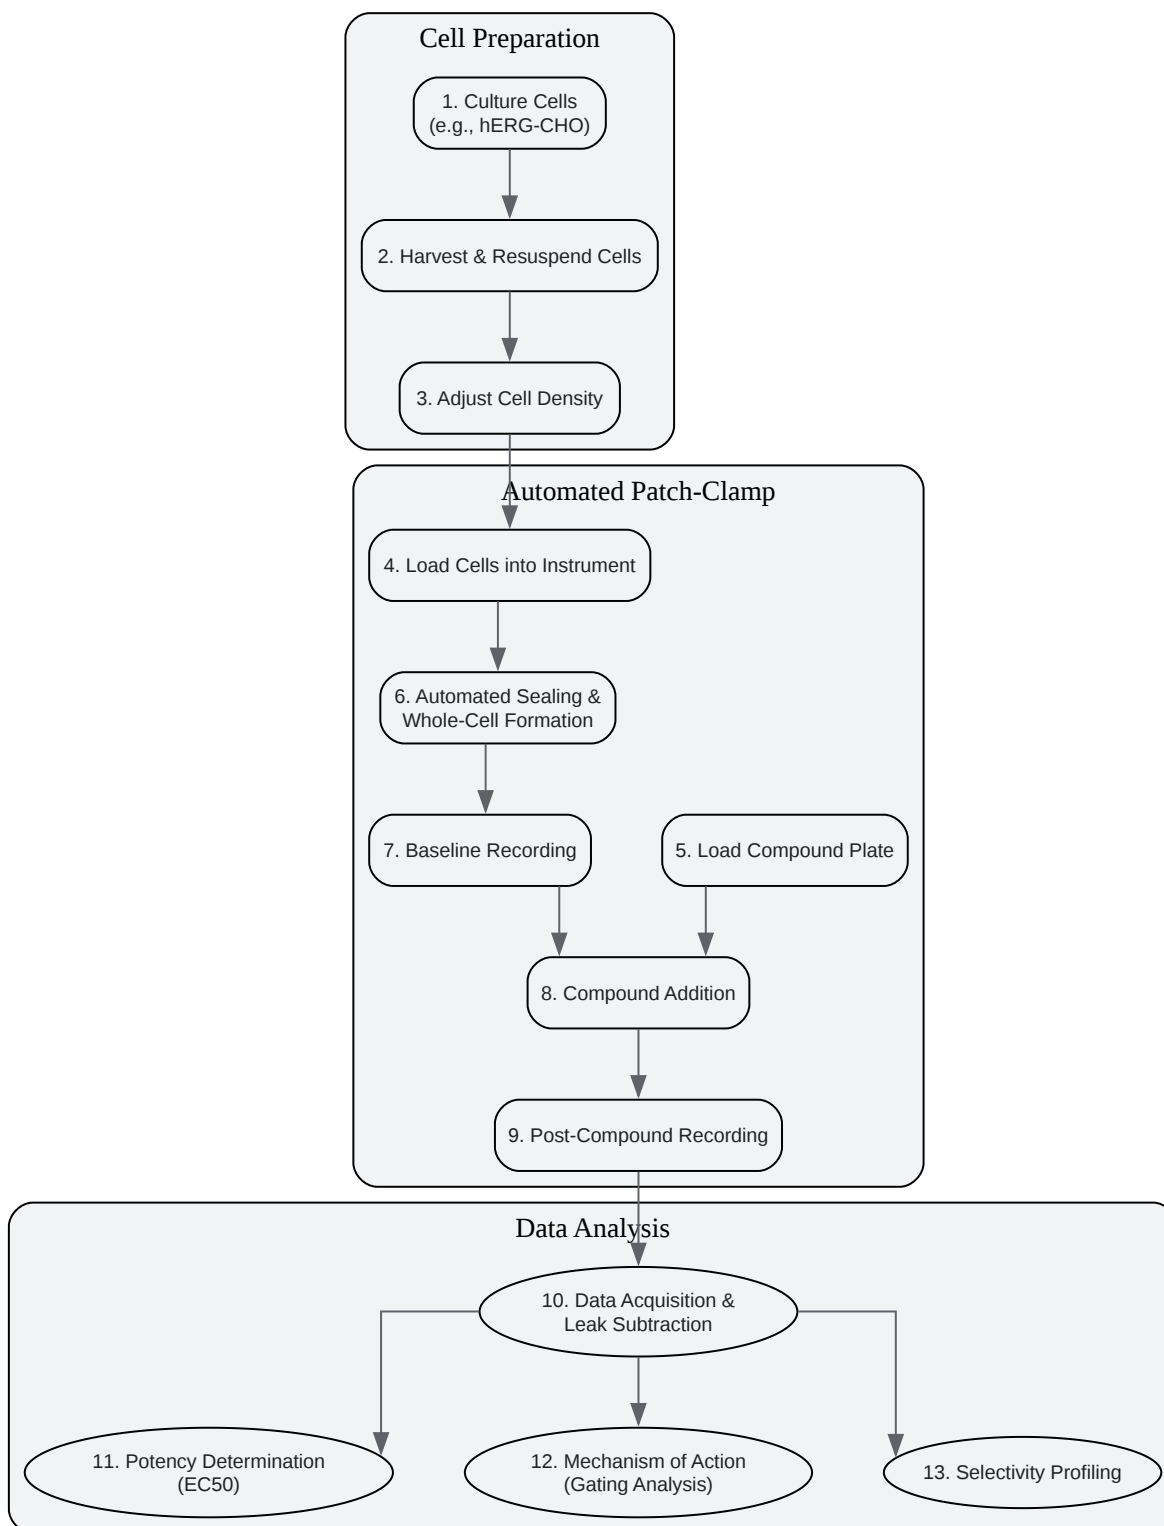 Cell Preparation
1. Culture Cells
(e.g., hERG-CHO)
2. Harvest & Resuspend Cells
3. Adjust Cell Density
Automated Patch-Clamp
4. Load Cells into Instrument
6. Automated Sealing &
Whole-Cell Formation
7. Baseline Recording
5. Load Compound Plate
8. Compound Addition
9. Post-Compound Recording
Data Analysis
10. Data Acquisition &
Leak Subtraction
11. Potency Determination
(EC50)
12. Mechanism of Action
(Gating Analysis)
13. Selectivity Profiling